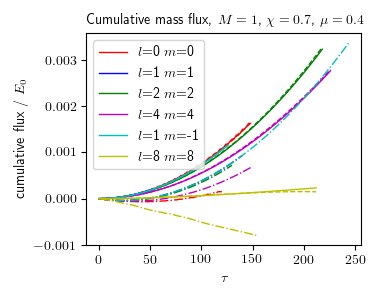 Cumulative mass flux, M = 1, χ = 0.7, μ = 0.4
cumulative flux / E₀
0.003
0.002
0.001
0.000
−0.001
l=0 m=0
l=1 m=1
l=2 m=2
l=4 m=4
l=1 m=-1
l=8 m=8
0 50 100 150 200 250
τ